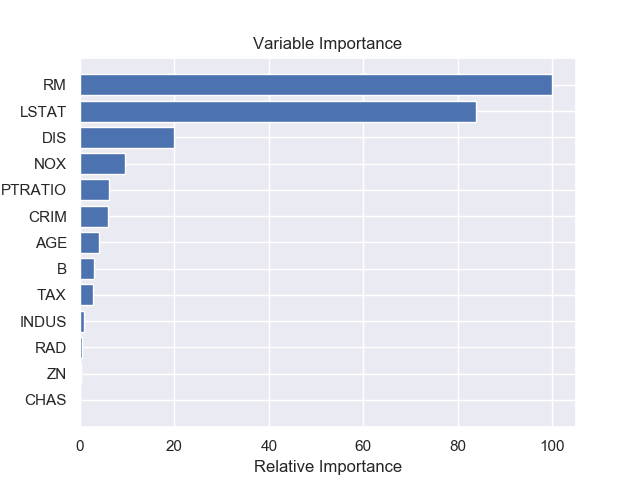 Variable Importance
RM
LSTAT
DIS
NOX
PTRATIO
CRIM
AGE
B
TAX
INDUS
RAD
ZN
CHAS
0 20 40 60 80 100
Relative Importance